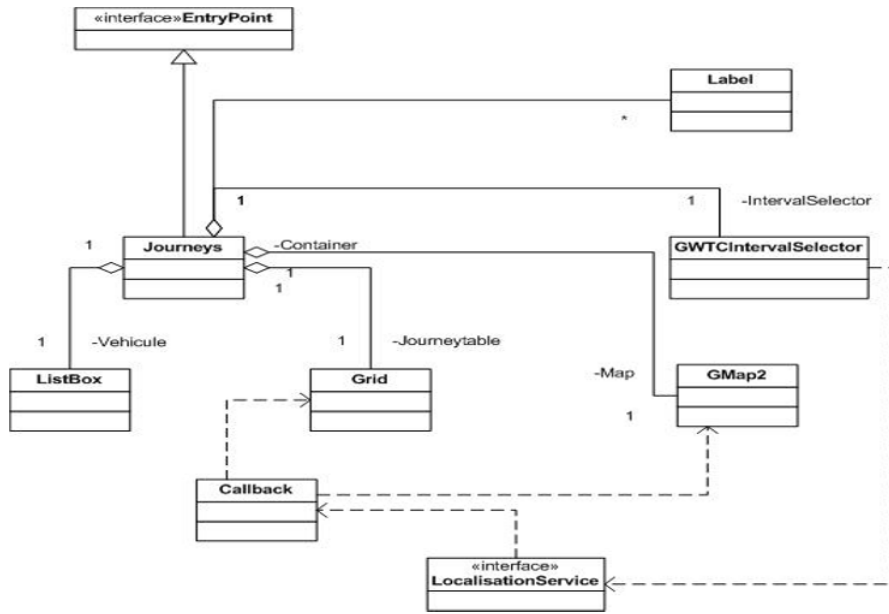 «interface»EntryPoint
Label
*
1
1
-IntervalSelector
1
Journeys
-Container
GWTCIntervalSelector
1
1
1
-Vehicule
1
-Journeytable
ListBox
Grid
-Map
GMap2
1
Callback
«interface»
LocalisationService